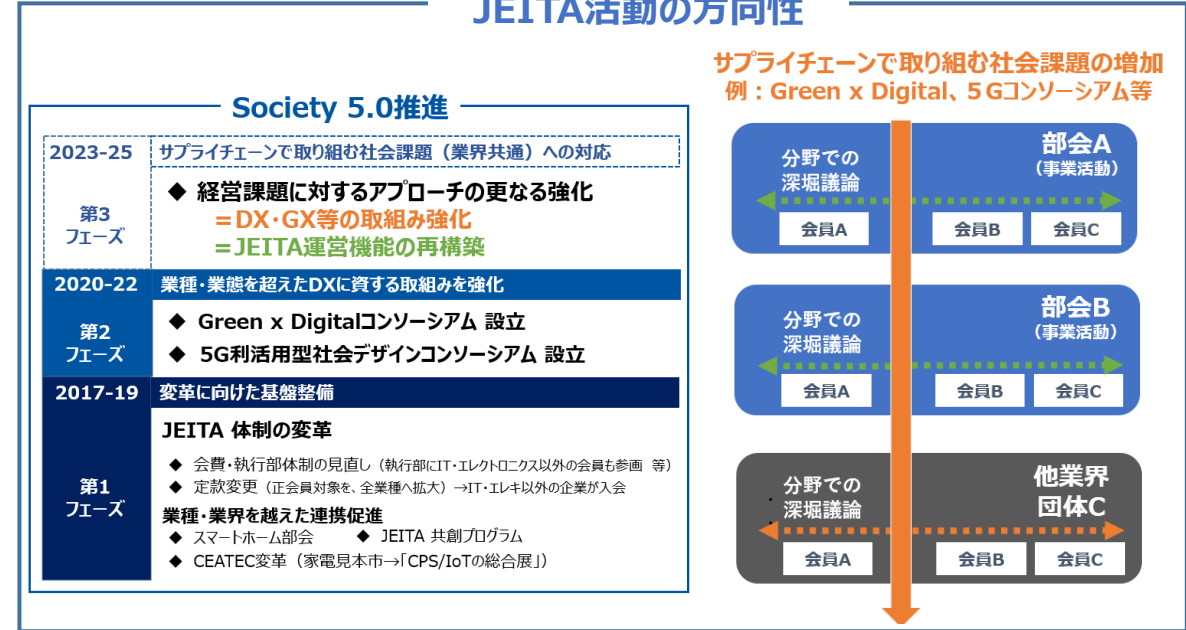 JEITA活動の方向性
Society 5.0推進
2023-25 サプライチェーンで取り組む社会課題（業界共通）への対応
第3
フェーズ
◆ 経営課題に対するアプローチの更なる強化
＝DX・GX等の取組み強化
＝JEITA運営機能の再構築
2020-22 業種・業態を超えたDXに資する取組みを強化
第2
フェーズ
◆ Green x Digitalコンソーシアム 設立
◆ 5G利活用型社会デザインコンソーシアム 設立
2017-19 変革に向けた基盤整備
第1
フェーズ
JEITA 体制の変革
◆ 会費・執行部体制の見直し（執行部にIT・エレクトロニクス以外の会員も参画 等）
◆ 定款変更（正会員対象を、全業種へ拡大）→IT・エレキ以外の企業が入会
業種・業界を越えた連携促進
◆ スマートホーム部会 ◆ JEITA 共創プログラム
◆ CEATEC変革（家電見本市→「CPS/IoTの総合展」）
サプライチェーンで取り組む社会課題の増加
例：Green x Digital、５Gコンソーシアム等
部会A
（事業活動）
分野での
深堀議論
会員A 会員B 会員C
部会B
（事業活動）
分野での
深堀議論
会員A 会員B 会員C
他業界
団体C
分野での
深堀議論
会員A 会員B 会員C